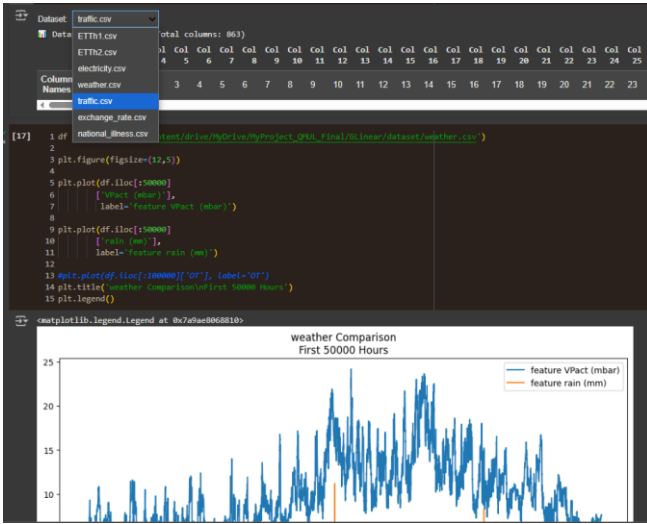 Dataset: traffic.csv
ETTh1.csv
ETTh2.csv
electricity.csv
weather.csv
traffic.csv
exchange_rate.csv
national_illness.csv
otal columns: 863)
Col Col Col Col Col Col Col Col Col Col Col Col Col Col Col Col Col Col Col Col Col
4 5 6 7 8 9 10 11 12 13 14 15 16 17 18 19 20 21 22 23 24 25
Column Names 3 4 5 6 7 8 9 10 11 12 13 14 15 16 17 18 19 20 21 22 23
[17] 1 df ntent/drive/MyDrive/MyProject_QMUL_Final/GLinear/dataset/weather.csv')
2
3 plt.figure(figsize=(12,5))
4
5 plt.plot(df.iloc[:50000]
6 ['VPact (mbar)'],
7 label='feature VPact (mbar)')
8
9 plt.plot(df.iloc[:50000]
10 ['rain (mm)'],
11 label='feature rain (mm)')
12
13 #plt.plot(df.iloc[:100000]['OT'], label='OT')
14 plt.title('weather Comparison\nFirst 50000 Hours')
15 plt.legend()
<matplotlib.legend.Legend at 0x7a9ae8068810>
weather Comparison
First 50000 Hours
feature VPact (mbar)
feature rain (mm)
25
20
15
10